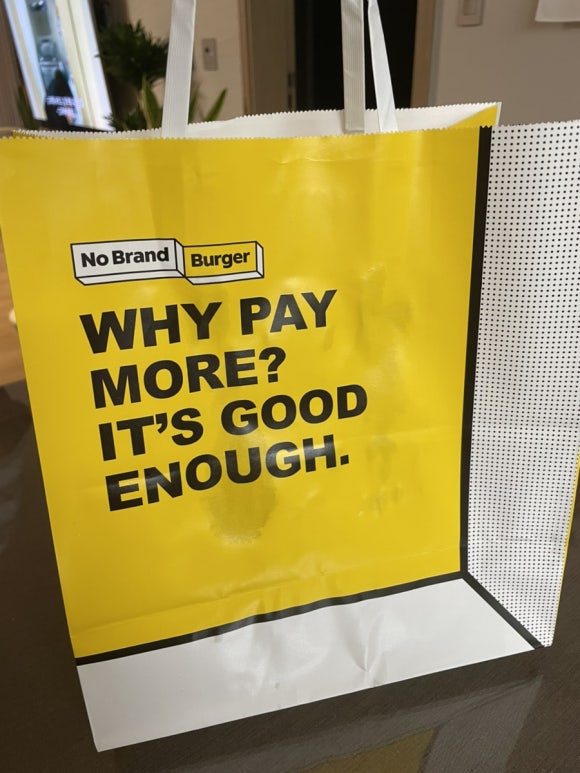 No Brand Burger
WHY PAY
MORE?
IT'S GOOD
ENOUGH.